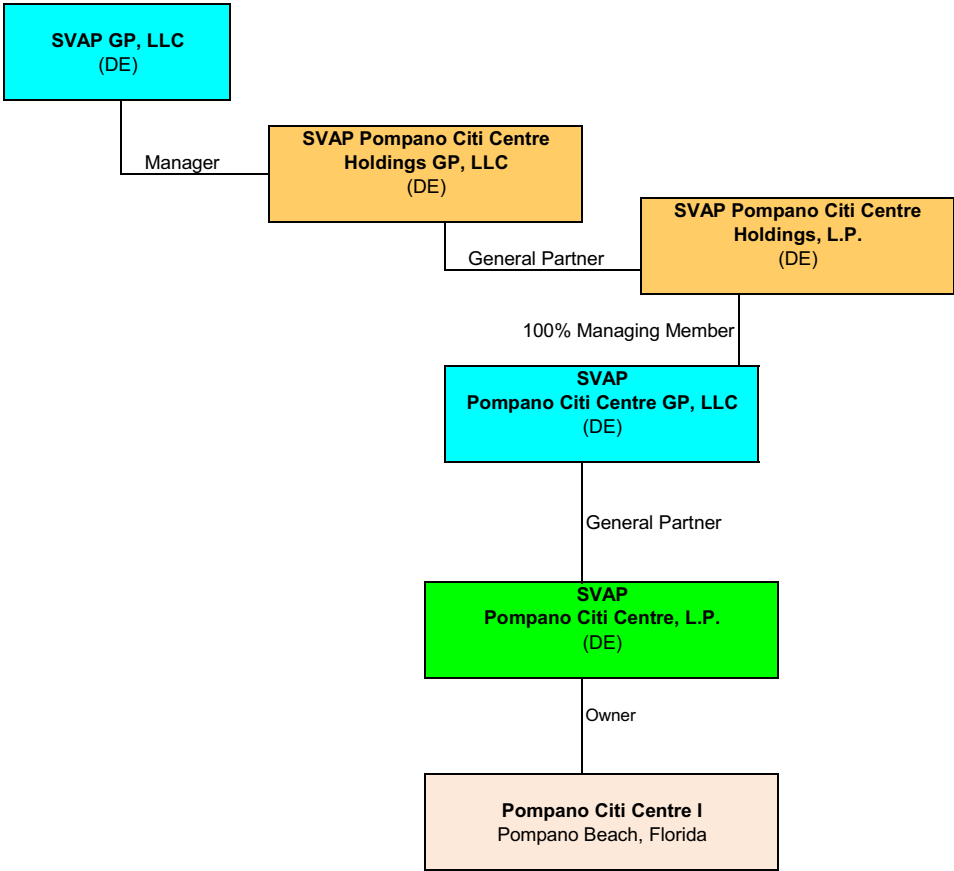 SVAP GP, LLC
(DE)
Manager
SVAP Pompano Citi Centre
Holdings GP, LLC
(DE)
General Partner
SVAP Pompano Citi Centre
Holdings, L.P.
(DE)
100% Managing Member
SVAP
Pompano Citi Centre GP, LLC
(DE)
General Partner
SVAP
Pompano Citi Centre, L.P.
(DE)
Owner
Pompano Citi Centre I
Pompano Beach, Florida